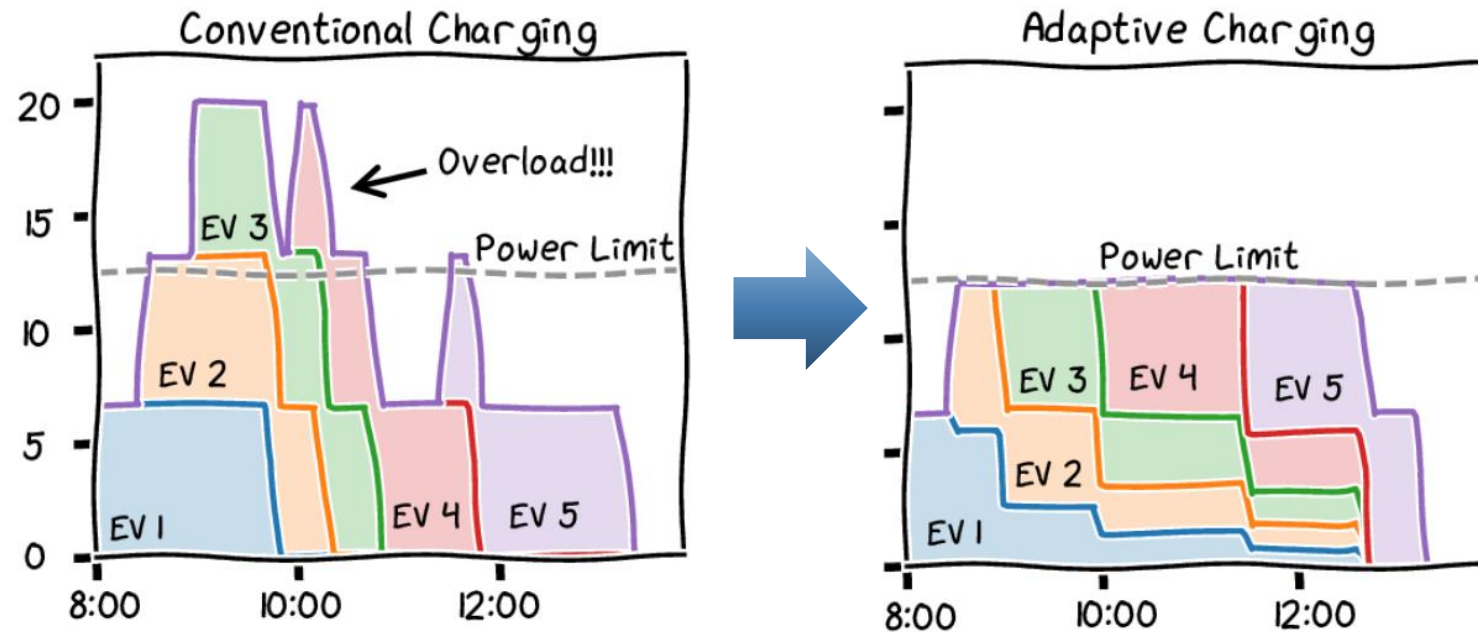 Conventional Charging
20
15
10
5
0
8:00
10:00
12:00
EV 1
EV 2
EV 3
EV 4
EV 5
Overload!!!
Power Limit
Adaptive Charging
Power Limit
EV 1
EV 2
EV 3
EV 4
EV 5
8:00
10:00
12:00